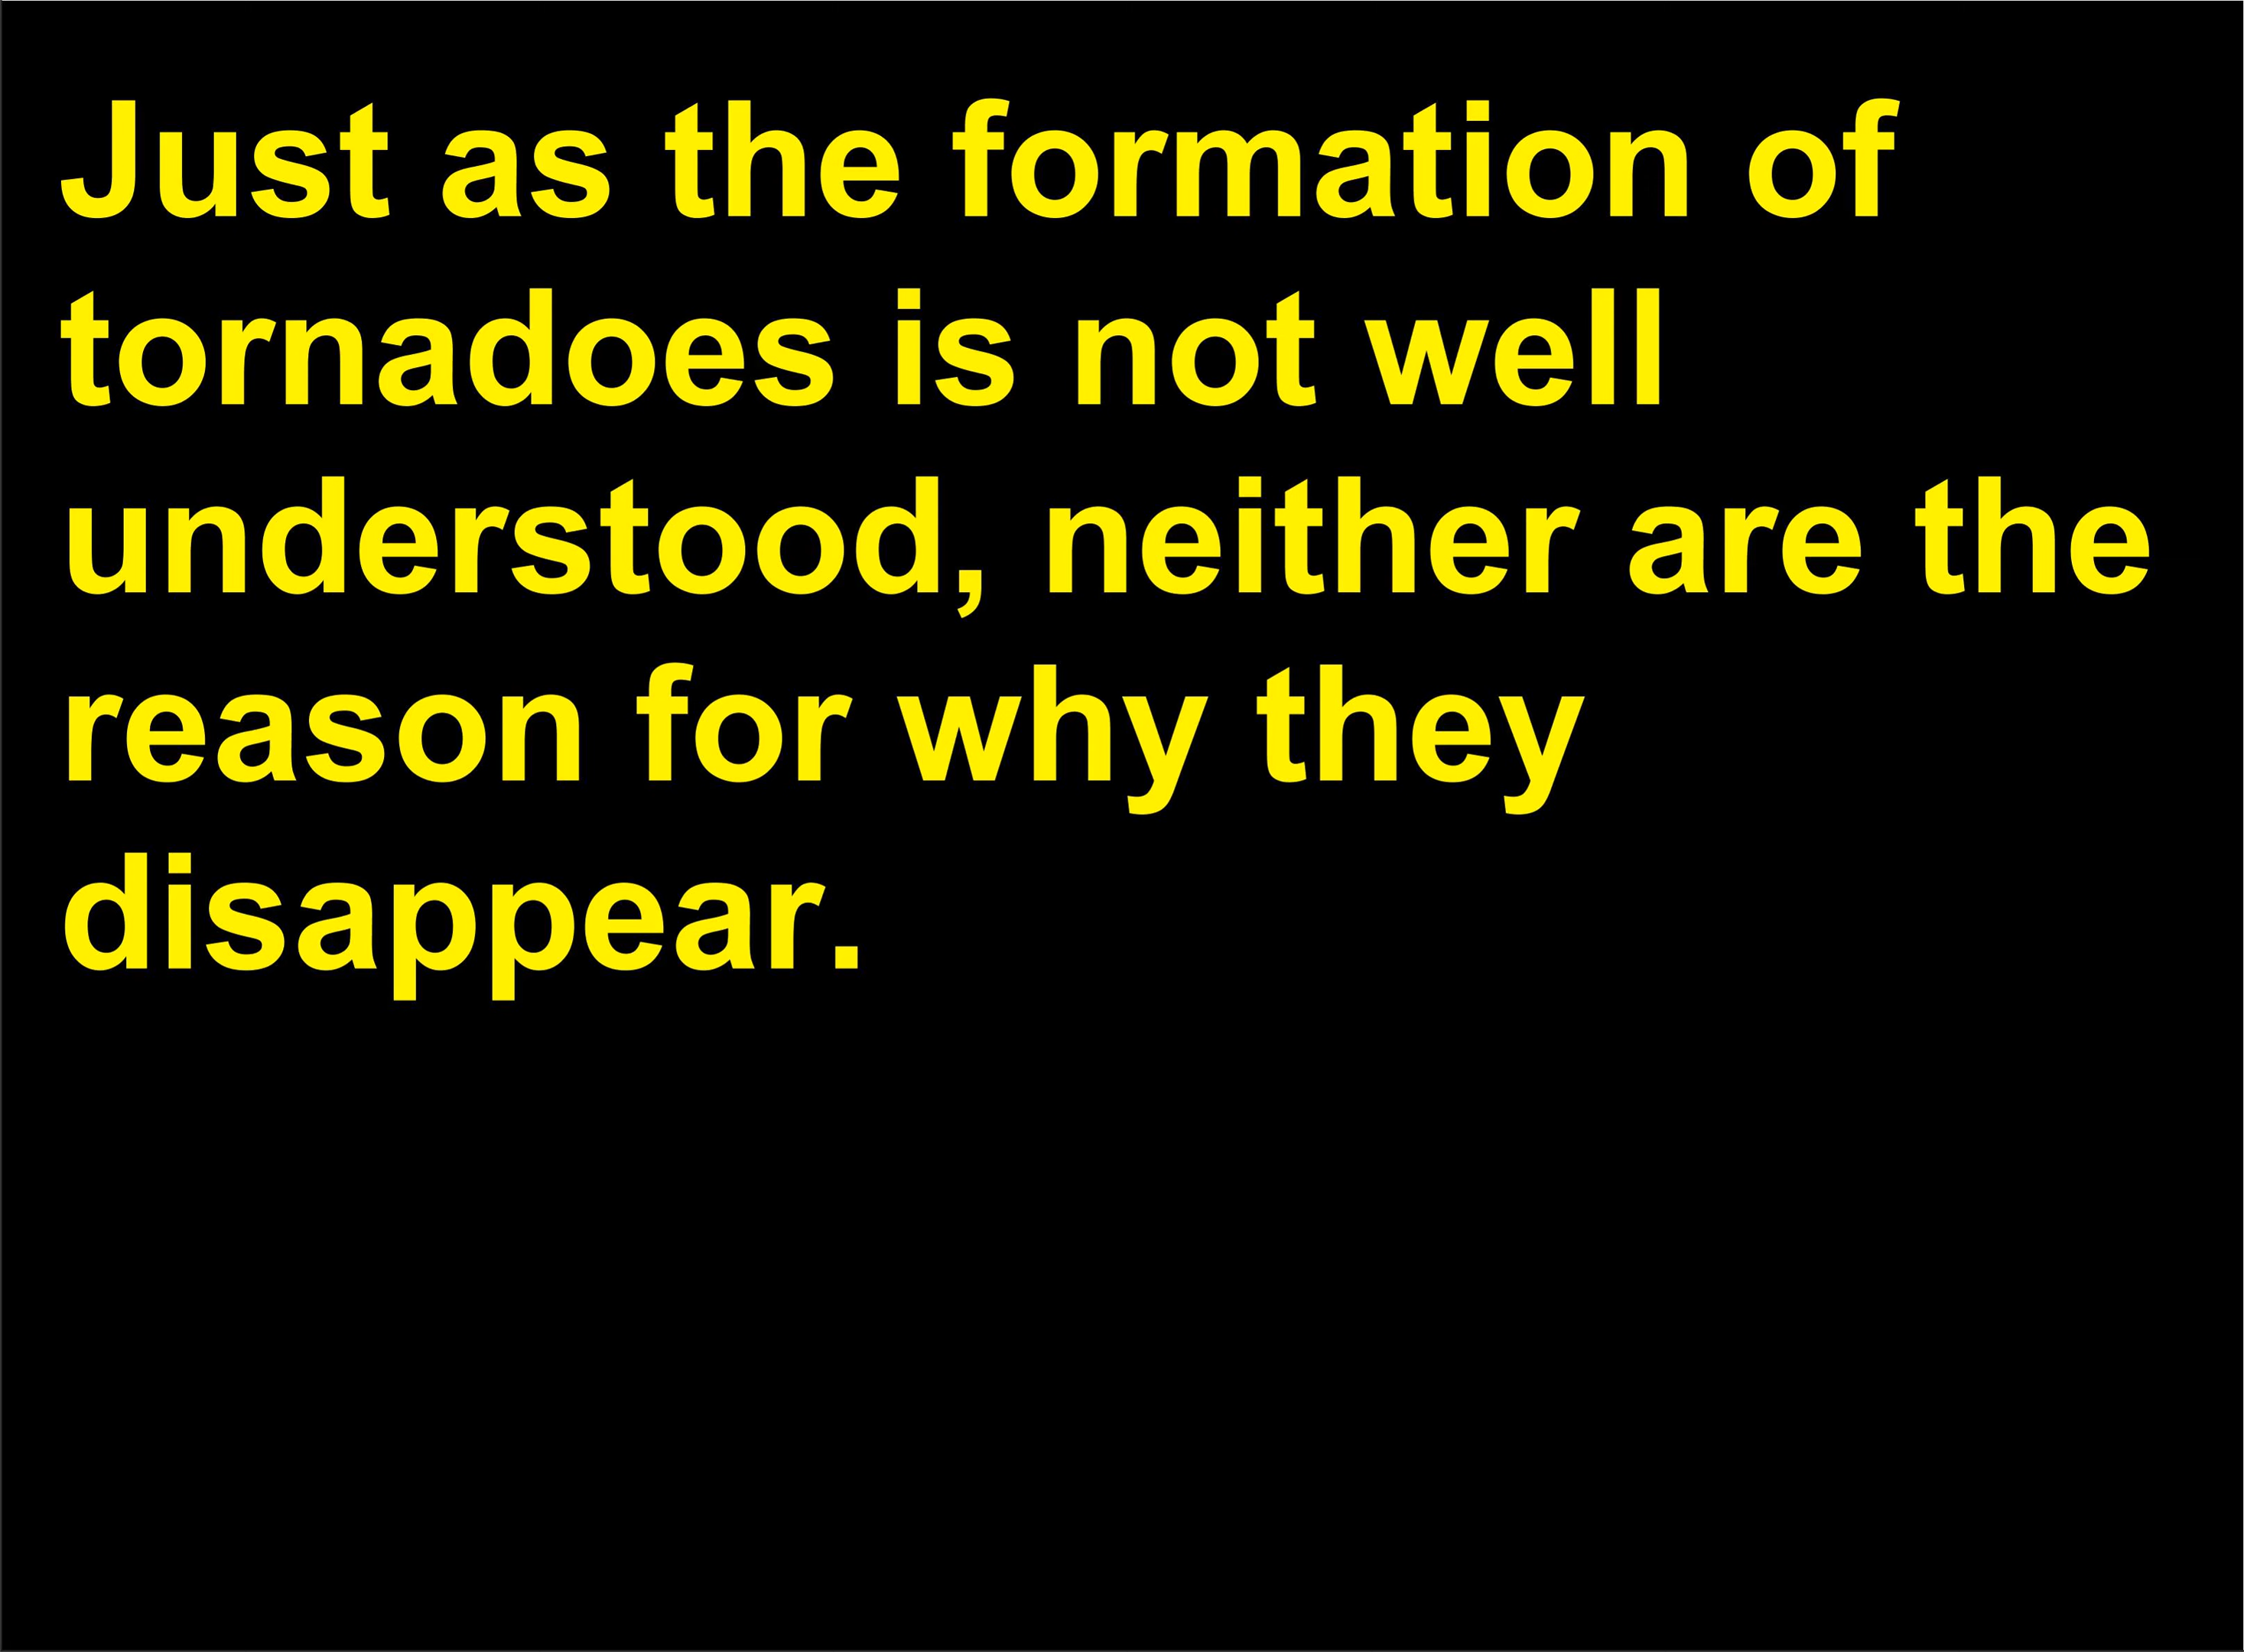 Just as the formation of
tornadoes is not well
understood, neither are the
reason for why they
disappear.